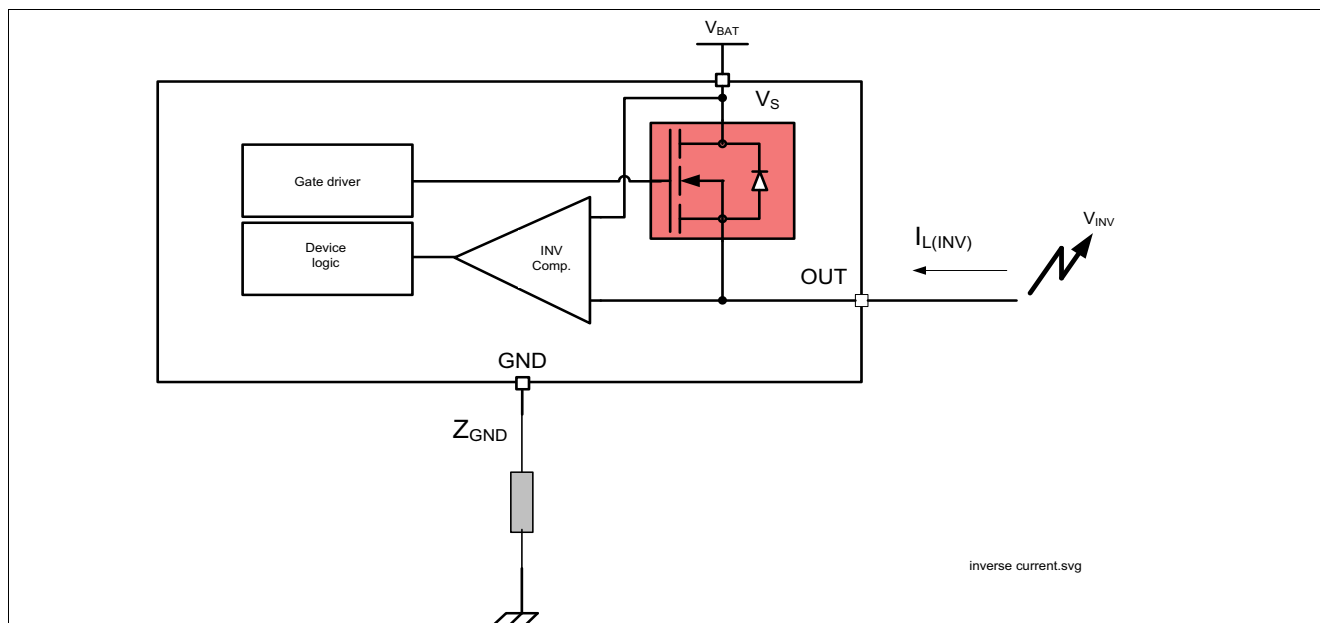 VBAT
VS
Gate driver
Device
logic
INV
Comp.
IL(INV)
VINV
OUT
GND
ZGND
inverse current.svg